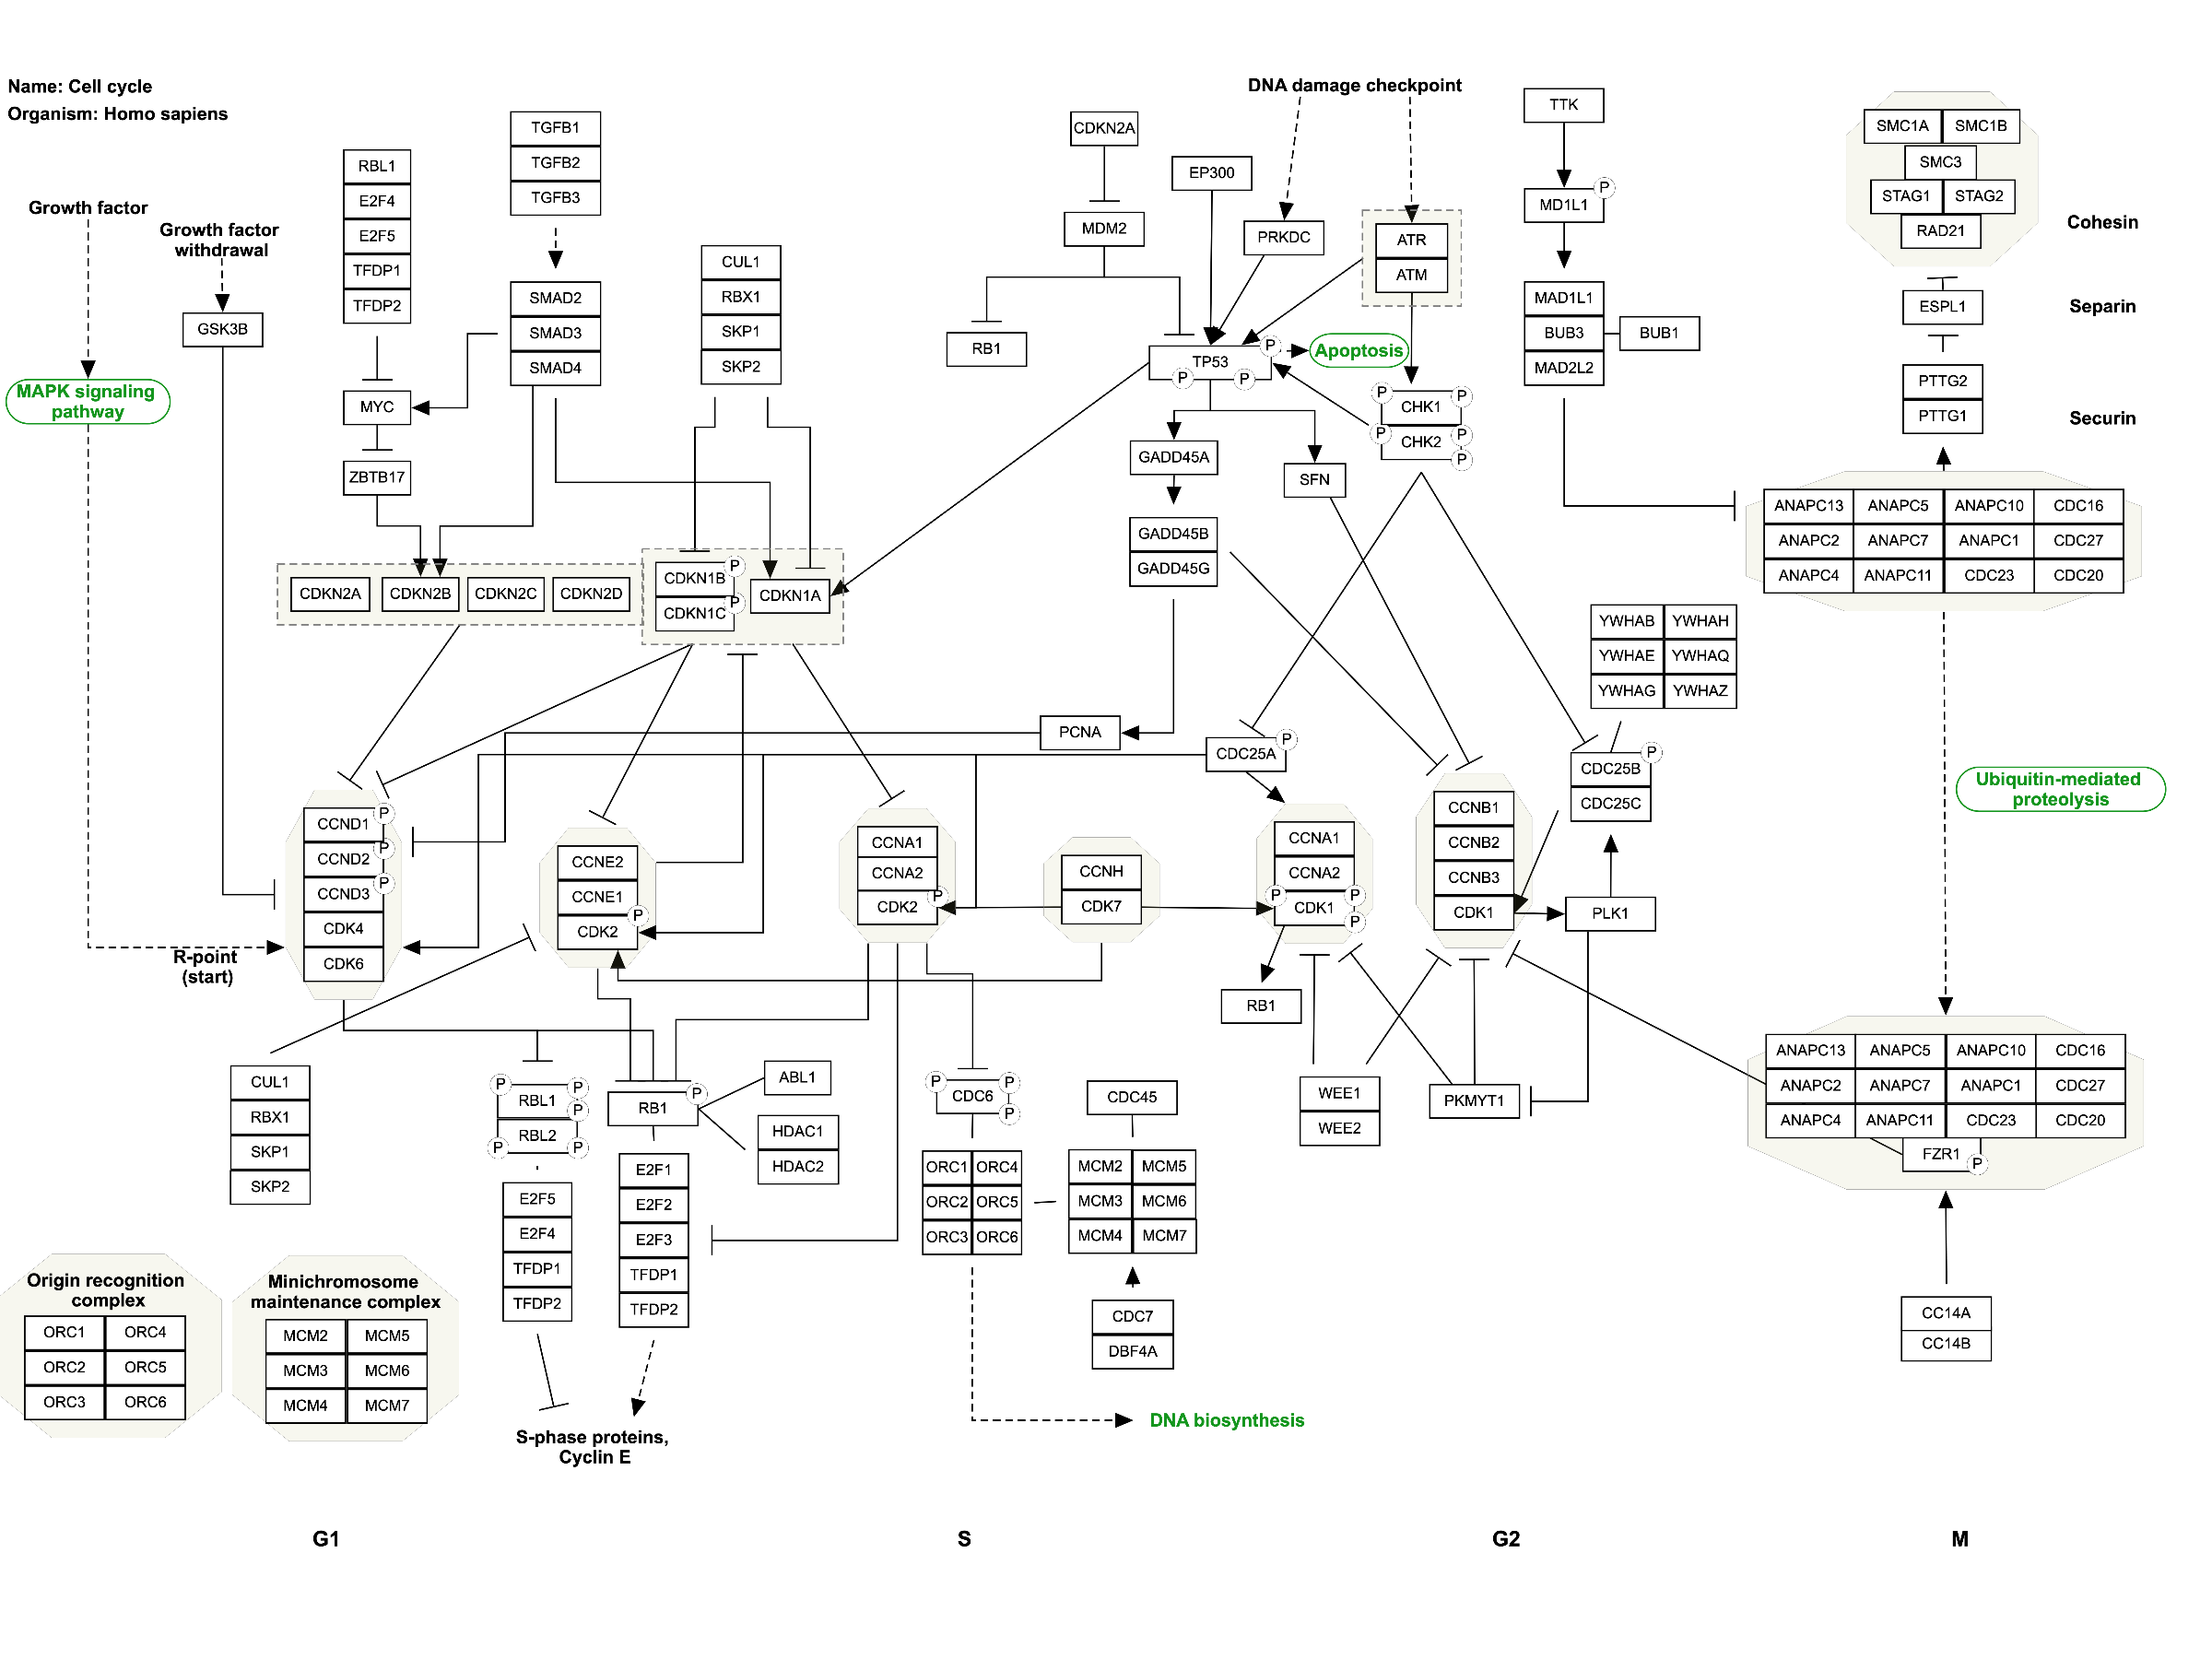 Name: Cell cycle
Organism: Homo sapiens
Growth factor
MAPK signaling
pathway
Growth factor
withdrawal
GSK3B
RBL1
E2F4
E2F5
TFDP1
TFDP2
MYC
ZBTB17
TGFB1
TGFB2
TGFB3
SMAD2
SMAD3
SMAD4
CUL1
RBX1
SKP1
SKP2
CDKN2A
CDKN2B
CDKN2C
CDKN2D
CDKN1B
P
CDKN1C
P
CDKN1A
CDKN2A
MDM2
RB1
EP300
DNA damage checkpoint
PRKDC
ATR
ATM
TP53
P
P
P
Apoptosis
P
CHK1
P
P
CHK2
P
P
GADD45A
SFN
GADD45B
GADD45G
PCNA
CDC25A
P
TTK
MD1L1
P
MAD1L1
BUB3
MAD2L2
BUB1
YWHAB
YWHAH
YWHAE
YWHAQ
YWHAG
YWHAZ
CDC25B
P
CDC25C
SMC1A
SMC1B
SMC3
STAG1
STAG2
RAD21
Cohesin
ESPL1
Separin
PTTG2
PTTG1
Securin
ANAPC13
ANAPC5
ANAPC10
CDC16
ANAPC2
ANAPC7
ANAPC1
CDC27
ANAPC4
ANAPC11
CDC23
CDC20
Ubiquitin-mediated
proteolysis
CCND1
P
CCND2
P
CCND3
P
CDK4
CDK6
R-point
(start)
CCNE2
CCNE1
CDK2
P
CCNA1
CCNA2
CDK2
P
CCNH
CDK7
CCNA1
CCNA2
P
CDK1
P
P
RB1
CCNB1
CCNB2
CCNB3
CDK1
PLK1
CUL1
RBX1
SKP1
SKP2
P
RBL1
P
P
RBL2
P
P
RB1
P
ABL1
HDAC1
HDAC2
E2F5
E2F4
TFDP1
TFDP2
E2F1
E2F2
E2F3
TFDP1
TFDP2
S-phase proteins,
Cyclin E
P
CDC6
P
P
ORC1
ORC4
ORC2
ORC5
ORC3
ORC6
CDC45
MCM2
MCM5
MCM3
MCM6
MCM4
MCM7
CDC7
DBF4A
DNA biosynthesis
WEE1
WEE2
PKMYT1
ANAPC13
ANAPC5
ANAPC10
CDC16
ANAPC2
ANAPC7
ANAPC1
CDC27
ANAPC4
ANAPC11
CDC23
CDC20
FZR1
P
CC14A
CC14B
Origin recognition
complex
ORC1
ORC4
ORC2
ORC5
ORC3
ORC6
Minichromosome
maintenance complex
MCM2
MCM5
MCM3
MCM6
MCM4
MCM7
G1
S
G2
M